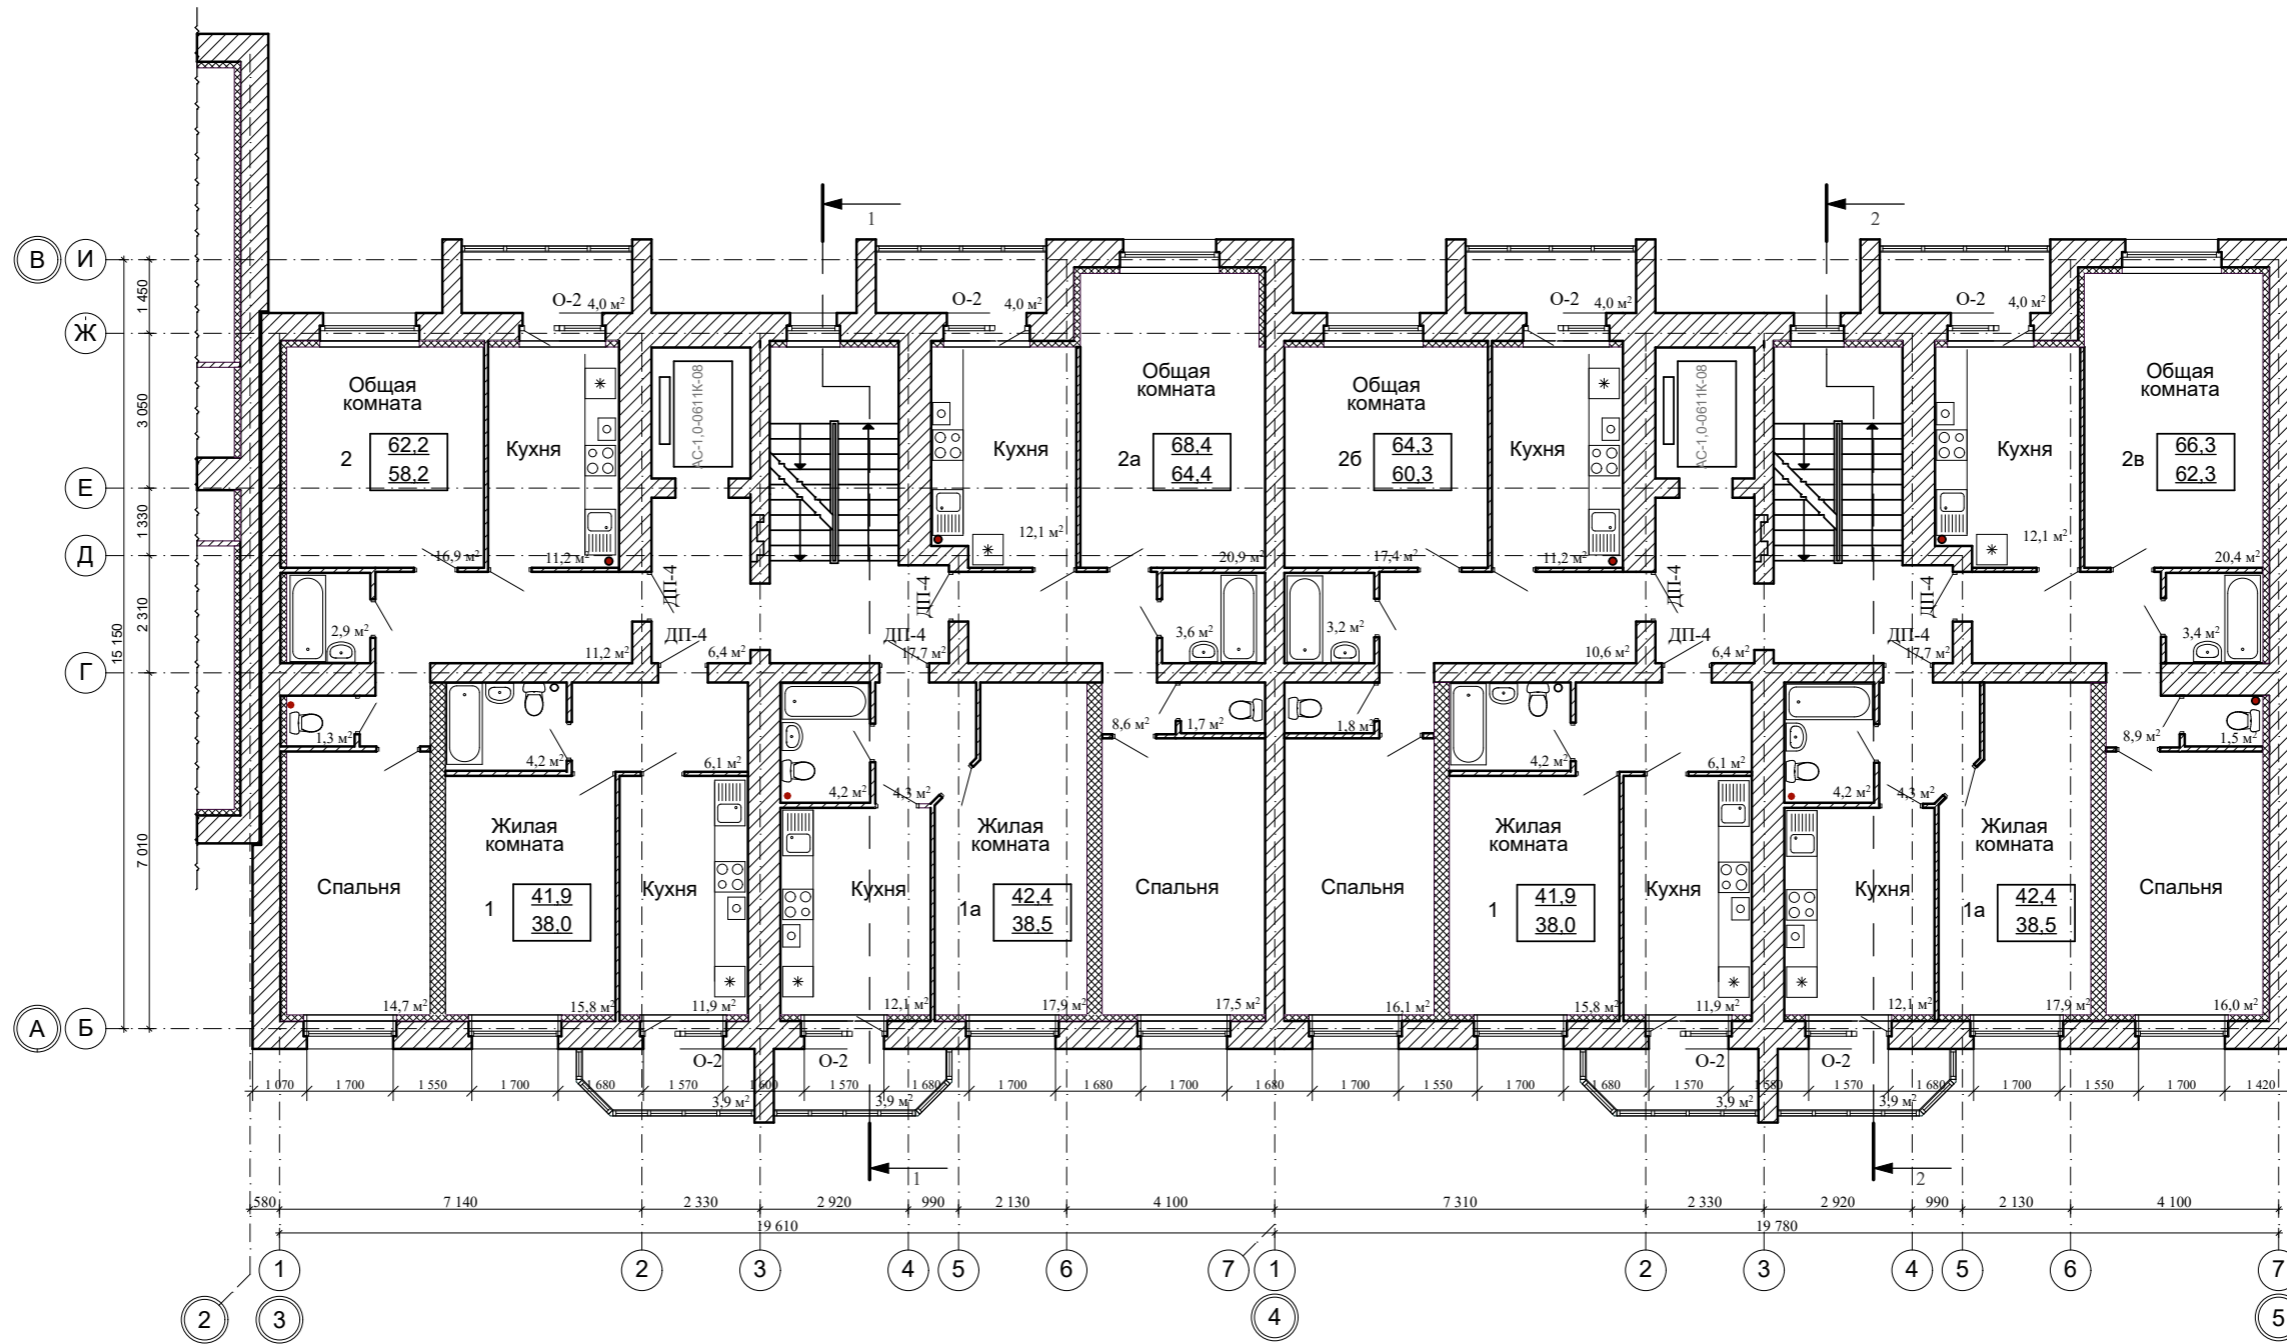 1
2
В
И
О-2
4,0 м²
О-2
4,0 м²
О-2
4,0 м²
О-2
4,0 м²
1 450
Ж
3 050
Общая
комната
2
62,2
58,2
Кухня
АС-1,0-0611К-08
Кухня
Общая
комната
2а
68,4
64,4
Общая
комната
2б
64,3
60,3
Кухня
АС-1,0-0611К-08
Кухня
Общая
комната
2в
66,3
62,3
Е
1 330
Д
16,9 м²
11,2 м²
12,1 м²
20,9 м²
17,4 м²
11,2 м²
12,1 м²
20,4 м²
ДП-4
ДП-4
ДП-4
ДП-4
2 310
15 150
2,9 м²
11,2 м²
ДП-4
6,4 м²
ДП-4
17,7 м²
3,6 м²
3,2 м²
10,6 м²
ДП-4
6,4 м²
ДП-4
17,7 м²
3,4 м²
Г
7 010
1,3 м²
4,2 м²
6,1 м²
4,2 м²
4,3 м²
8,6 м²
1,7 м²
1,8 м²
4,2 м²
6,1 м²
4,2 м²
4,3 м²
8,9 м²
1,5 м²
Спальня
Жилая
комната
1
41,9
38,0
Кухня
Кухня
Жилая
комната
1а
42,4
38,5
Спальня
Спальня
Жилая
комната
1
41,9
38,0
Кухня
Кухня
Жилая
комната
1а
42,4
38,5
Спальня
14,7 м²
15,8 м²
11,9 м²
12,1 м²
17,9 м²
17,5 м²
16,1 м²
15,8 м²
11,9 м²
12,1 м²
17,9 м²
16,0 м²
А
Б
О-2
О-2
О-2
О-2
1 070
1 700
1 550
1 700
1 680
1 570
1 600
1 570
1 680
1 700
1 680
1 700
1 680
1 700
1 550
1 700
1 680
1 570
1 580
1 570
1 680
1 700
1 550
1 700
1 420
3,9 м²
3,9 м²
3,9 м²
3,9 м²
1
2
580
7 140
2 330
2 920
990
2 130
4 100
7 310
2 330
2 920
990
2 130
4 100
19 610
19 780
1
2
3
4
5
6
7
1
2
3
4
5
6
7
2
3
4
5